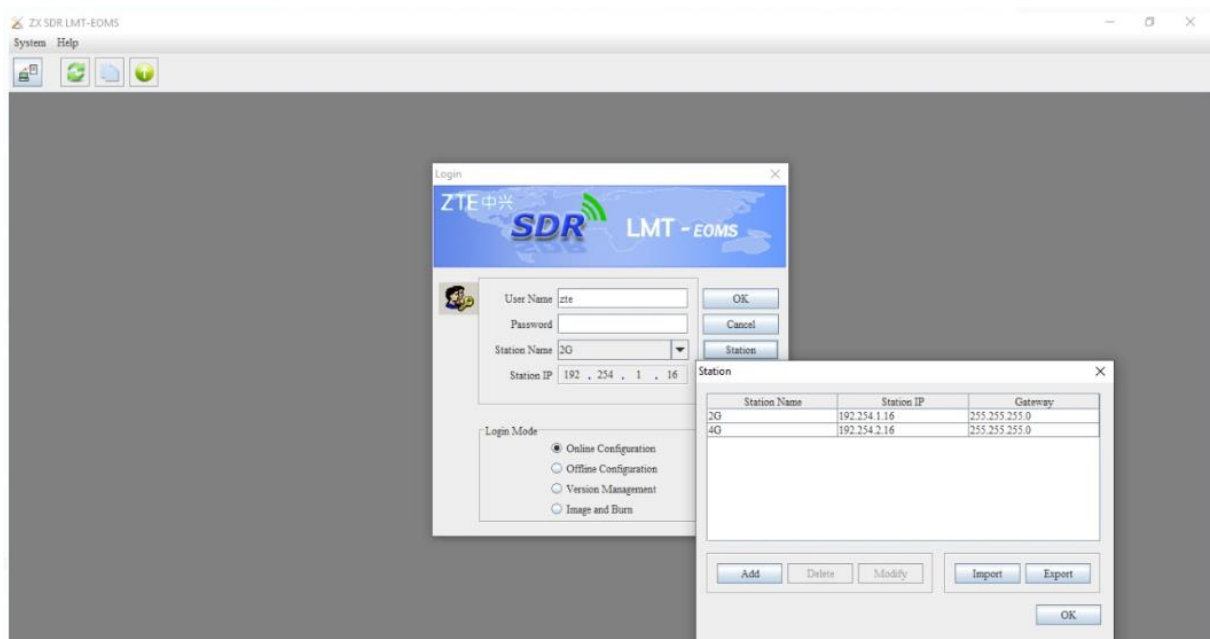 ZX SDR LMT-EOMS
System Help
Login
ZTE中兴
SDR LMT - EOMS
User Name zte OK
Password Cancel
Station Name 2G Station
Station IP 192 . 254 . 1 . 16
Login Mode
Online Configuration
Offline Configuration
Version Management
Image and Burn
Station
Station Name Station IP Gateway
2G 192.254.1.16 255.255.255.0
4G 192.254.2.16 255.255.255.0
Add Delete Modify Import Export
OK